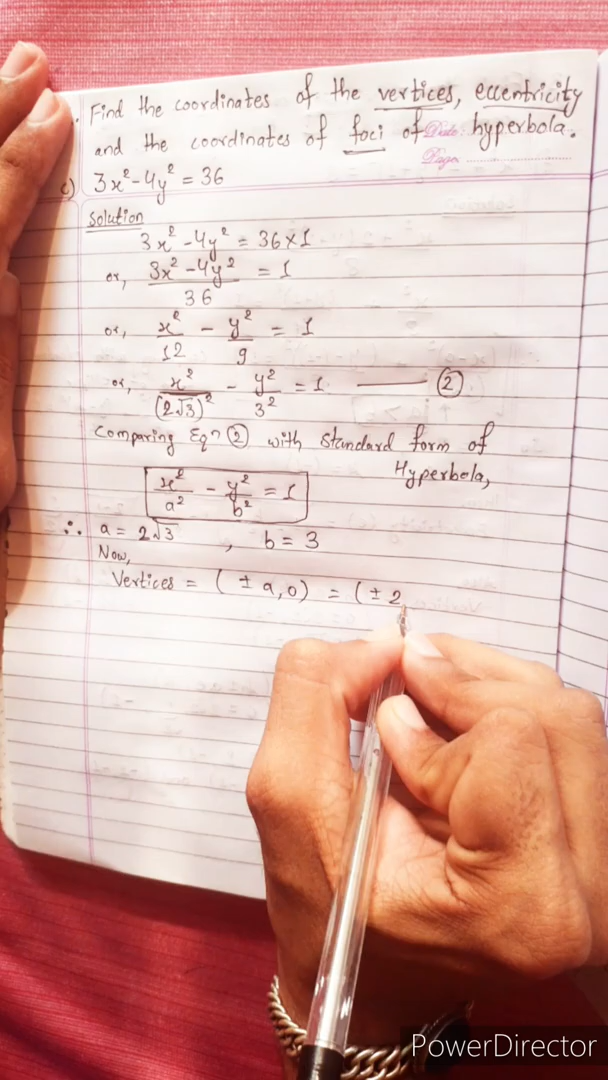 Find the coordinates of the vertices, eccentricity
and the coordinates of foci of hyperbola.
Date:
Page:
c) 3x² - 4y² = 36
Solution
3x² - 4y² = 36 × 1
or, 3x² - 4y² / 36 = 1
or, x²/12 - y²/9 = 1
or, x²/(2√3)² - y²/3² = 1 —— ②
Comparing Eqn ② with standard form of
Hyperbola,
x²/a² - y²/b² = 1
∴ a = 2√3 , b = 3
Now,
Vertices = (± a, 0) = (± 2
PowerDirector